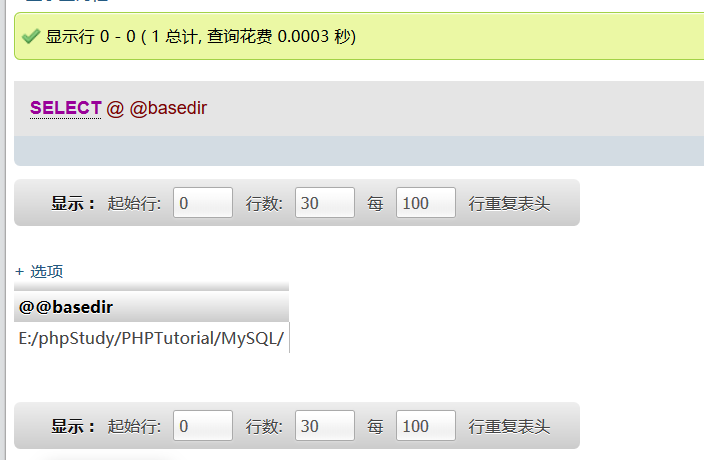 显示行 0 - 0 ( 1 总计, 查询花费 0.0003 秒)
SELECT @ @basedir
显示： 起始行: 0 行数: 30 每 100 行重复表头
+ 选项
@@basedir
E:/phpStudy/PHPTutorial/MySQL/
显示： 起始行: 0 行数: 30 每 100 行重复表头